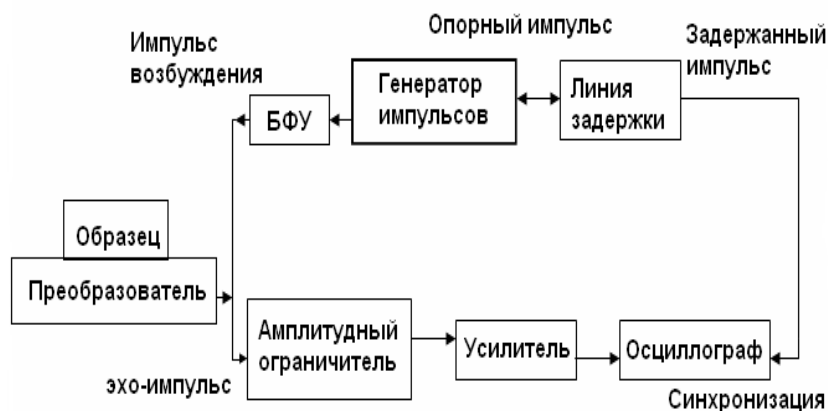 Импульс
возбуждения
Опорный импульс
Задержанный
импульс
БФУ
Генератор
импульсов
Линия
задержки
Образец
Преобразователь
Амплитудный
ограничитель
Усилитель
Осциллограф
эхо-импульс
Синхронизация